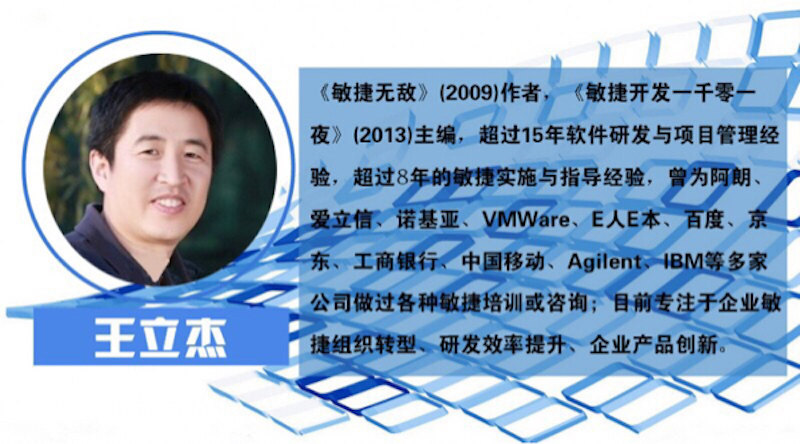 《敏捷无敌》(2009)作者，《敏捷开发一千零一
夜》(2013)主编，超过15年软件研发与项目管理经
验，超过8年的敏捷实施与指导经验，曾为阿朗、
爱立信、诺基亚、VMWare、E人E本、百度、京
东、工商银行、中国移动、Agilent、IBM等多家
公司做过各种敏捷培训或咨询；目前专注于企业敏
捷组织转型、研发效率提升、企业产品创新。
王立杰